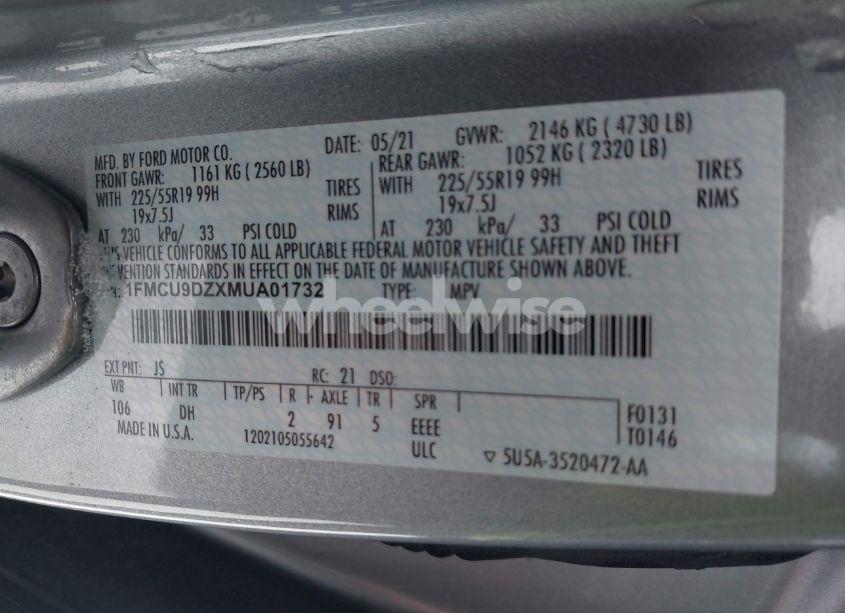 MFD. BY FORD MOTOR CO.
DATE: 05/21 GVWR: 2146 KG ( 4730 LB)
FRONT GAWR: 1161 KG ( 2560 LB) REAR GAWR: 1052 KG ( 2320 LB)
WITH 225/55R19 99H TIRES WITH 225/55R19 99H TIRES
19x7.5J RIMS 19x7.5J RIMS
AT 230 kPa/ 33 PSI COLD AT 230 kPa/ 33 PSI COLD
VEHICLE CONFORMS TO ALL APPLICABLE FEDERAL MOTOR VEHICLE SAFETY AND THEFT
STANDARDS IN EFFECT ON THE DATE OF MANUFACTURE SHOWN ABOVE.
1FMCU9DZXMUA01732 TYPE: MPV
wheelwise
EXT PNT: JS RC: 21 DSO:
WB INT TR TP/PS R AXLE TR SPR
106 DH 2 91 5 EEEE F0131
MADE IN U.S.A. 1202105055642 ULC T0146
▽ 5U5A-3520472-AA